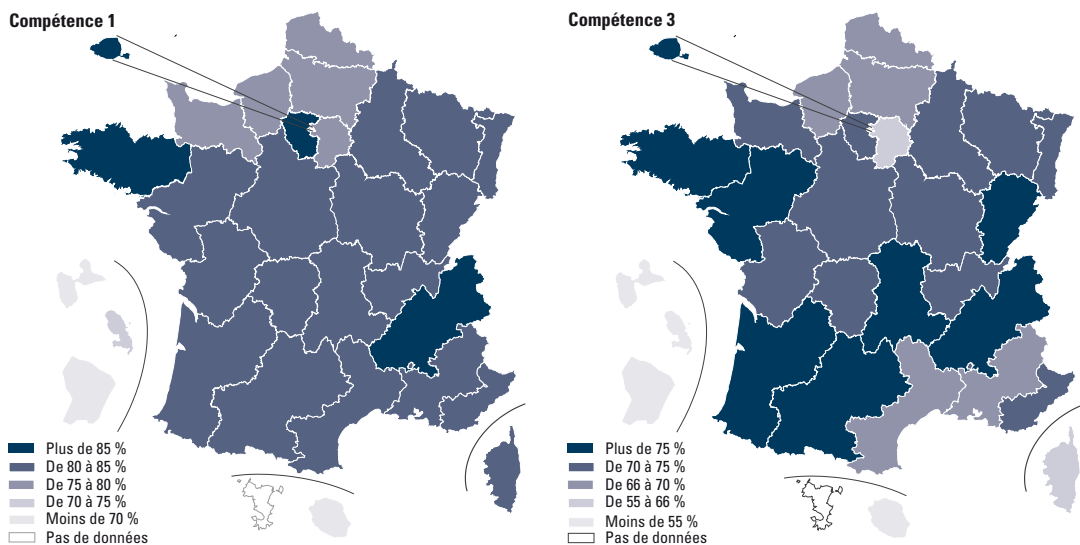 Compétence 1
Plus de 85 %
De 80 à 85 %
De 75 à 80 %
De 70 à 75 %
Moins de 70 %
Pas de données
Compétence 3
Plus de 75 %
De 70 à 75 %
De 66 à 70 %
De 55 à 66 %
Moins de 55 %
Pas de données